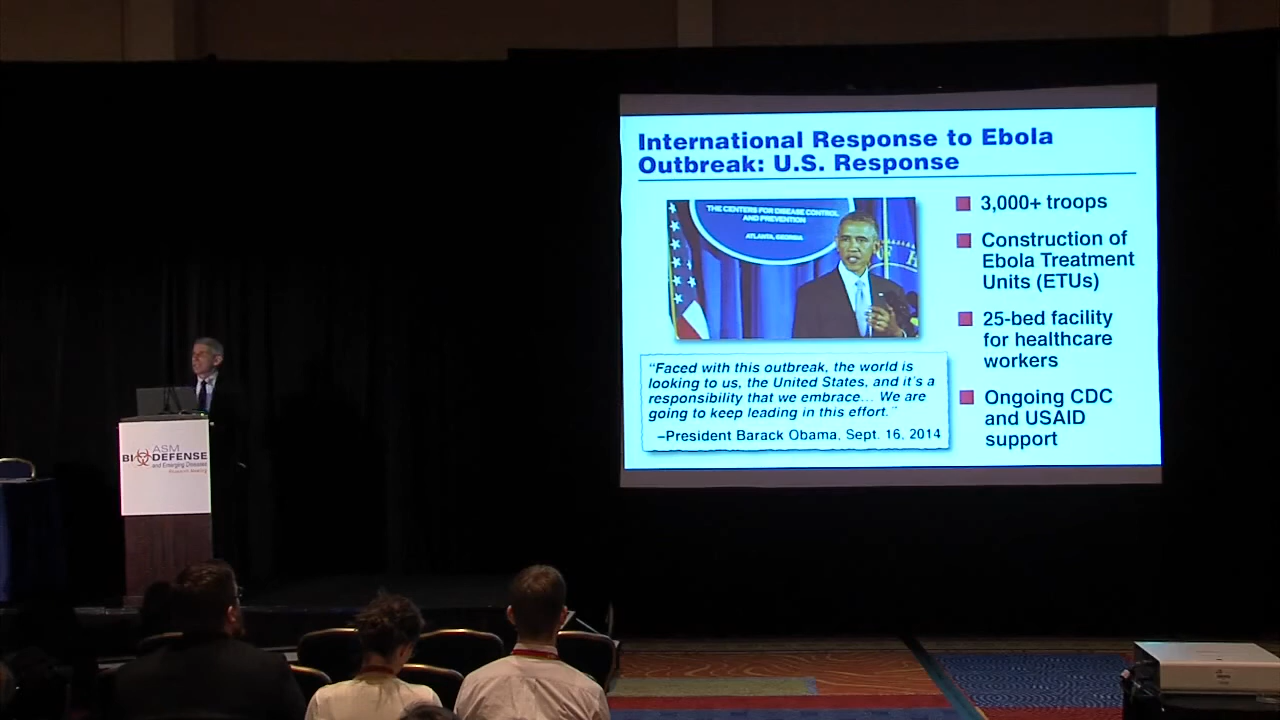 International Response to Ebola
Outbreak: U.S. Response
THE CENTERS FOR DISEASE CONTROL
AND PREVENTION
ATLANTA, GEORGIA
3,000+ troops
Construction of
Ebola Treatment
Units (ETUs)
25-bed facility
for healthcare
workers
Ongoing CDC
and USAID
support
“Faced with this outbreak, the world is
looking to us, the United States, and it's a
responsibility that we embrace... We are
going to keep leading in this effort.”
–President Barack Obama, Sept. 16, 2014
ASM
BIODEFENSE
and Emerging Diseases
Research Meeting